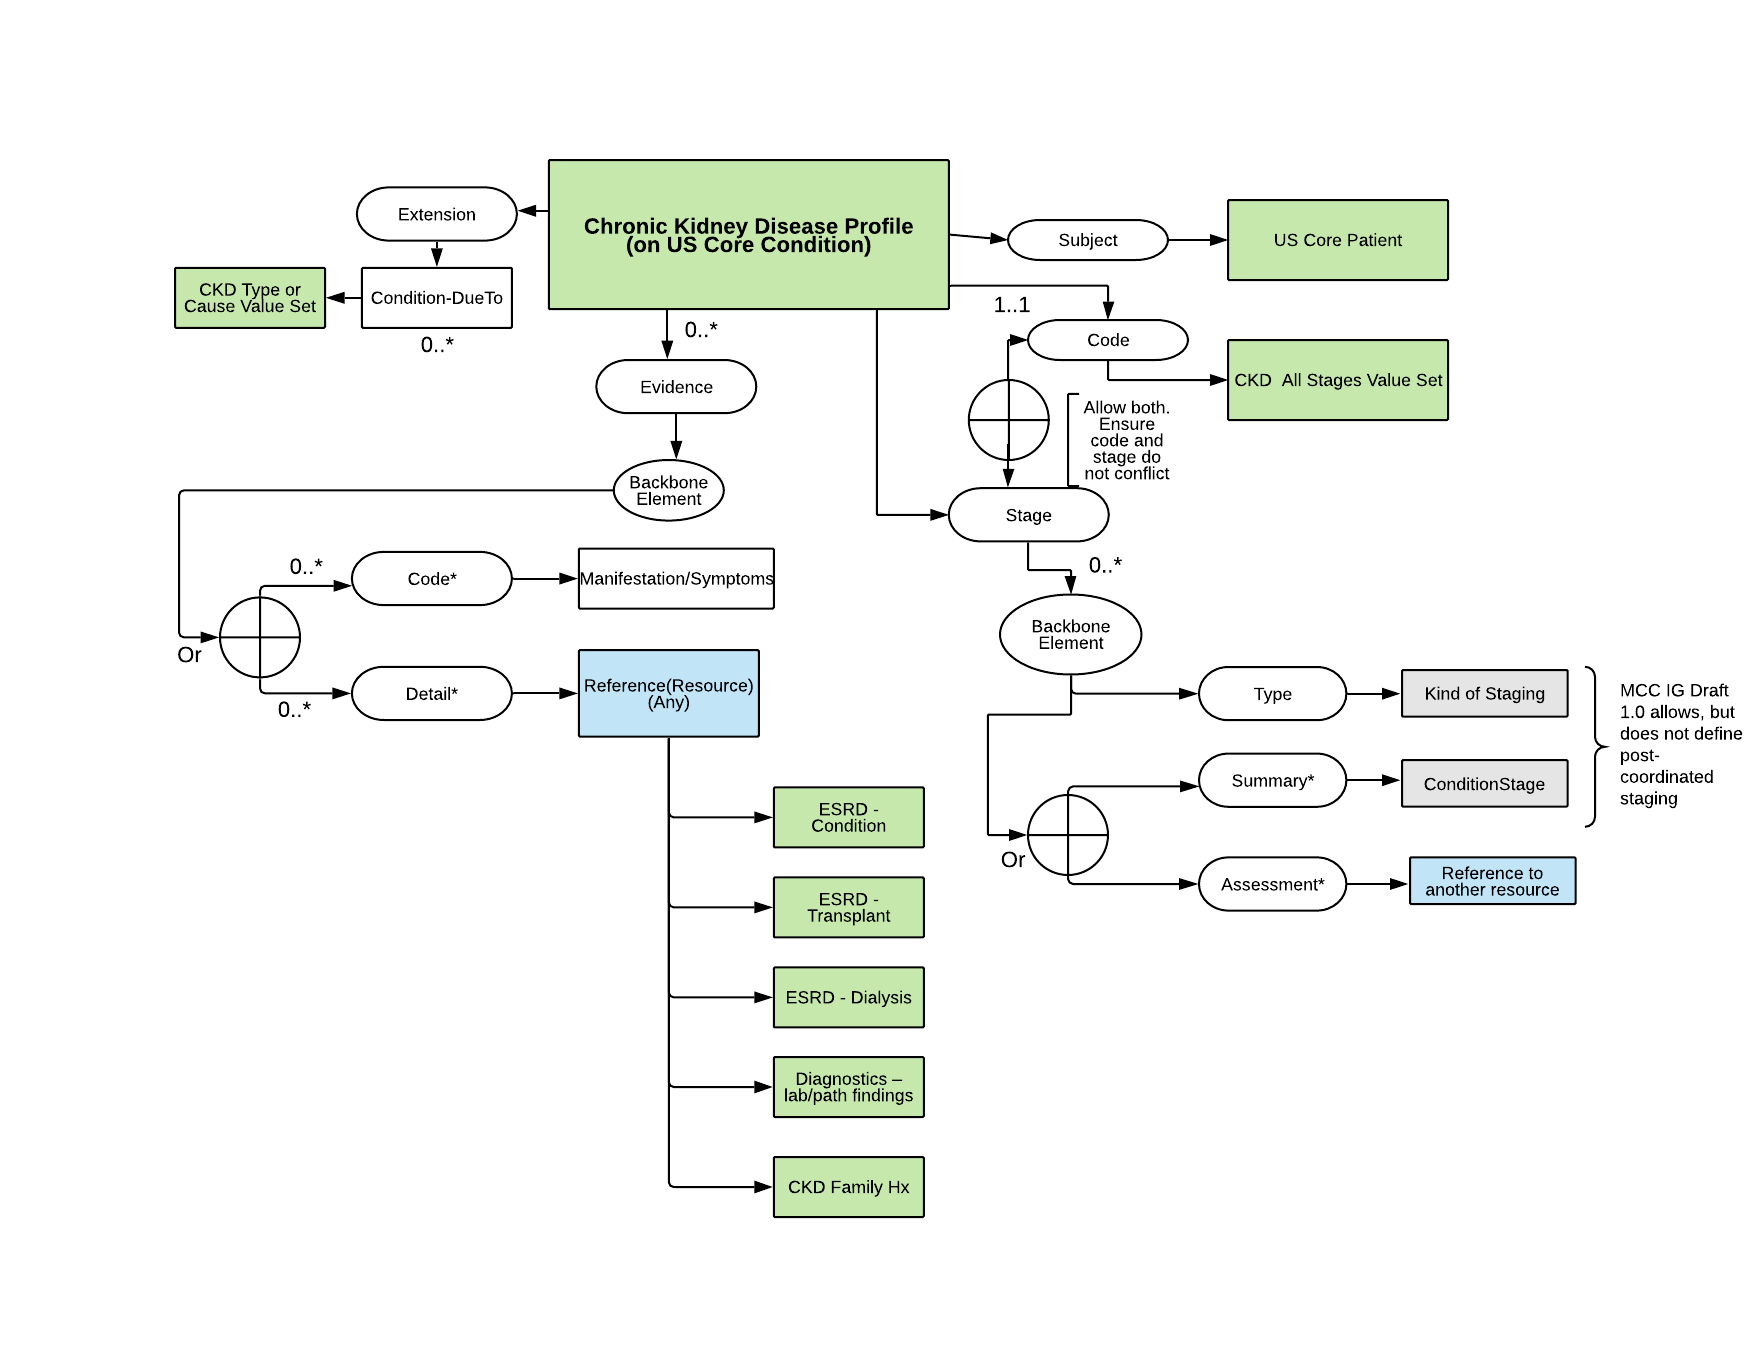 Chronic Kidney Disease Profile
(on US Core Condition)
Extension
Subject
US Core Patient
CKD Type or
Cause Value Set
Condition-DueTo
0..*
0..*
1..1
Code
CKD  All Stages Value Set
Evidence
Allow both.
Ensure
code and
stage do
not conflict
Backbone
Element
Stage
0..*
0..*
Code*
Manifestation/Symptoms
Or
Detail*
0..*
Reference(Resource)
(Any)
Backbone
Element
Type
Kind of Staging
MCC IG Draft
1.0 allows, but
does not define
post-
coordinated
staging
Summary*
ConditionStage
Or
Assessment*
Reference to
another resource
ESRD -
Condition
ESRD -
Transplant
ESRD - Dialysis
Diagnostics –
lab/path findings
CKD Family Hx